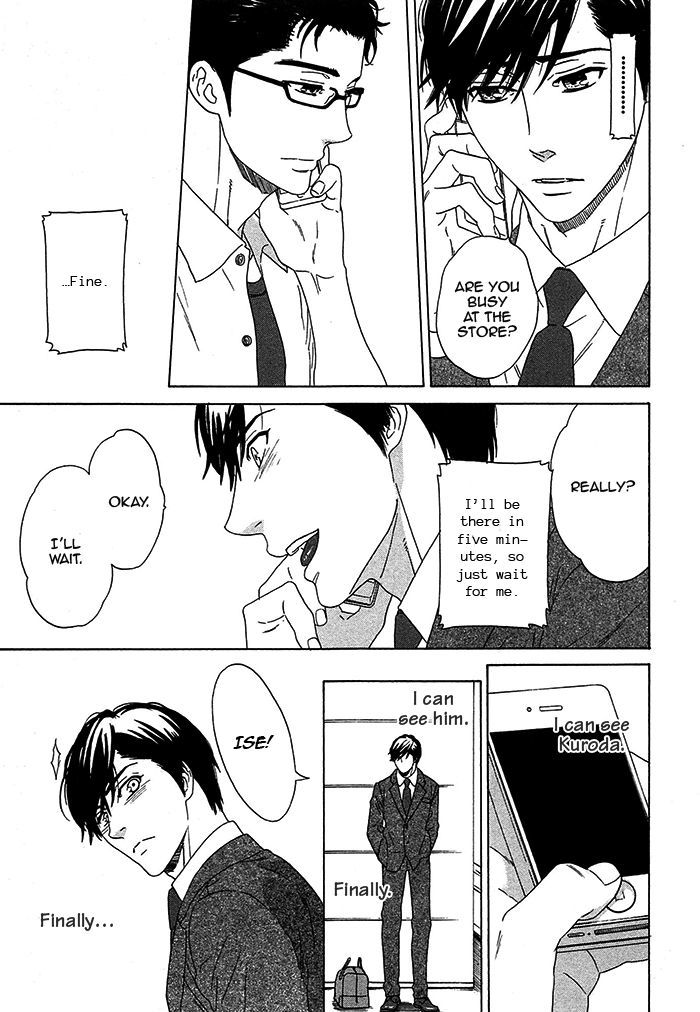 ………
ARE YOU
BUSY
AT THE
STORE?
…Fine.
REALLY?
I'll be
there in
five min-
utes, so
just wait
for me.
OKAY.
I'LL
WAIT.
I can see
Kuroda.
I can
see him.
Finally.
ISE!
Finally...